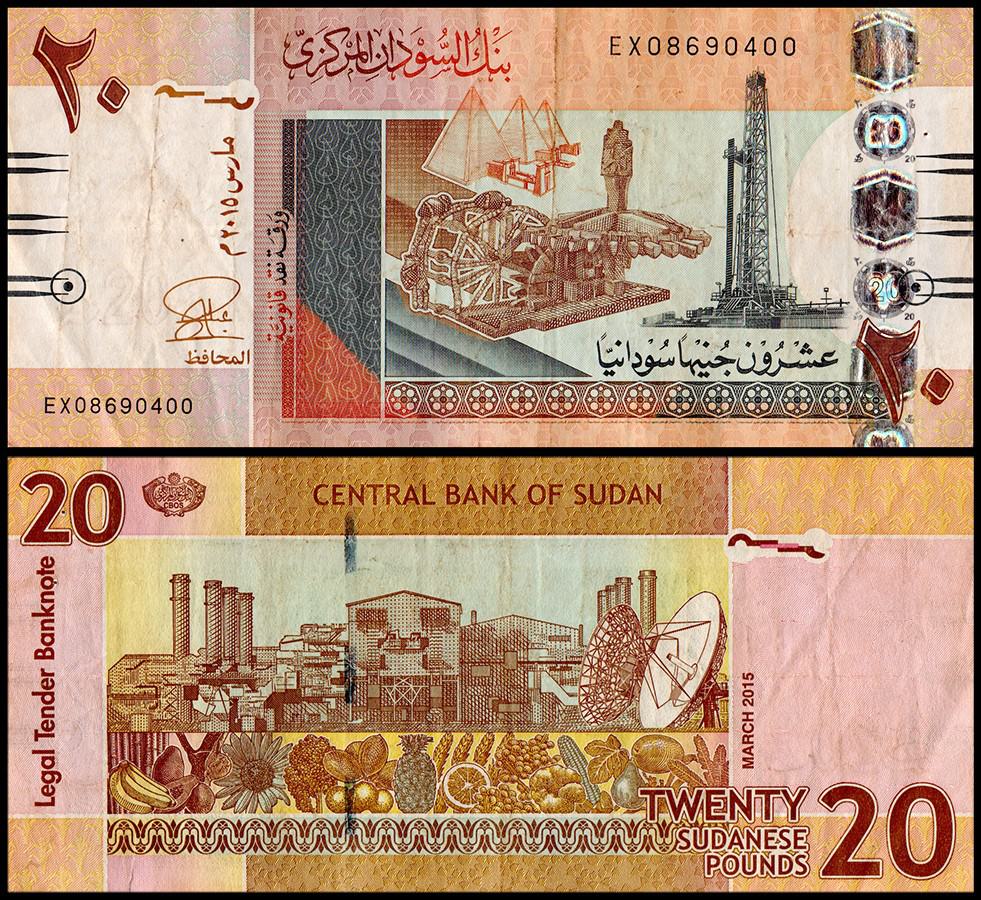 ٢٠
بنك السودان المركزي
EX08690400
20
مارس ٢٠١٥م
ورقة نقد قانونية
20
المحافظ
عشرون جنيهاً سودانياً
٢٠
EX08690400
20
CBOS
CENTRAL BANK OF SUDAN
Legal Tender Banknote
MARCH 2015
TWENTY
SUDANESE
POUNDS
20